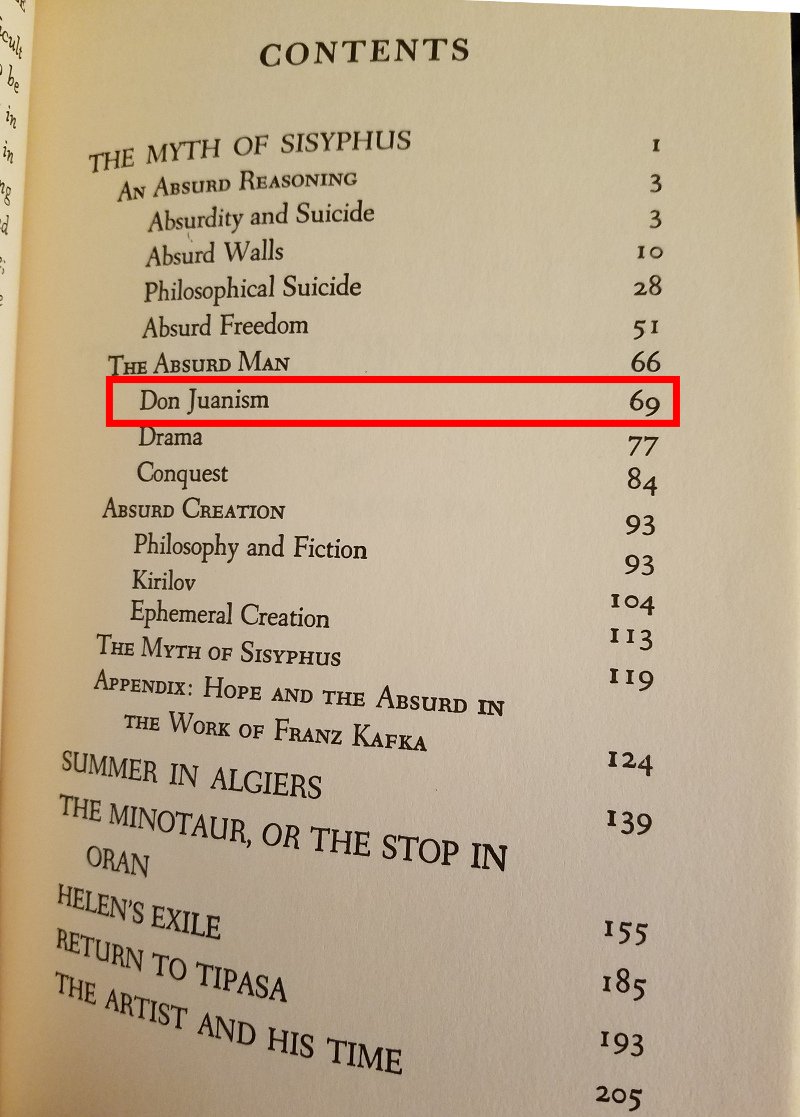 CONTENTS
THE MYTH OF SISYPHUS 1
AN ABSURD REASONING 3
Absurdity and Suicide 3
Absurd Walls 10
Philosophical Suicide 28
Absurd Freedom 51
THE ABSURD MAN 66
Don Juanism 69
Drama 77
Conquest 84
ABSURD CREATION 93
Philosophy and Fiction 93
Kirilov 104
Ephemeral Creation 113
THE MYTH OF SISYPHUS 119
APPENDIX: HOPE AND THE ABSURD IN
THE WORK OF FRANZ KAFKA 124
SUMMER IN ALGIERS 139
THE MINOTAUR, OR THE STOP IN
ORAN 155
HELEN'S EXILE 185
RETURN TO TIPASA 193
THE ARTIST AND HIS TIME 205